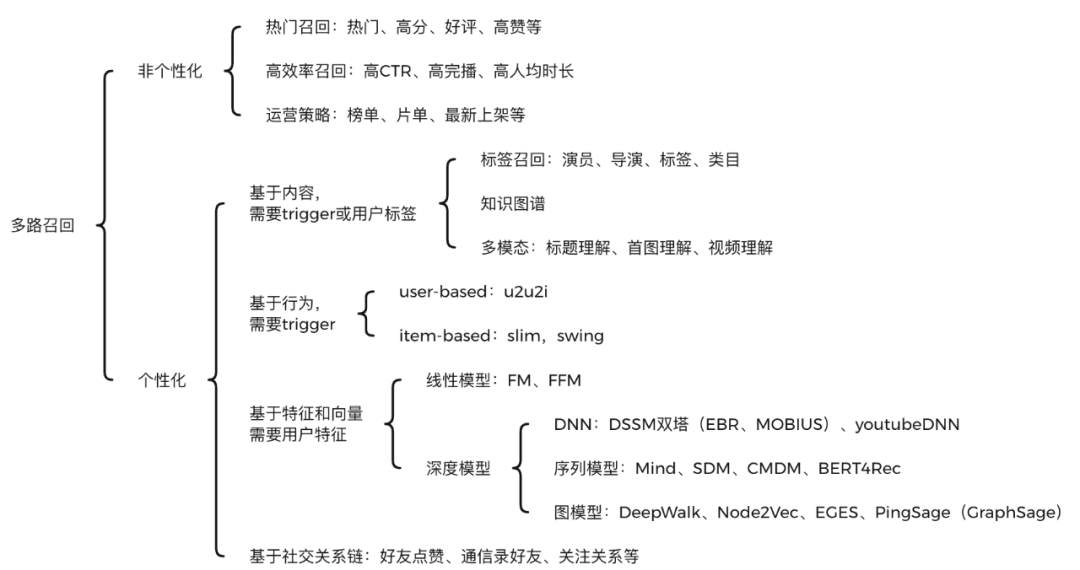 热门召回：热门、高分、好评、高赞等
非个性化
高效率召回：高CTR、高完播、高人均时长
运营策略：榜单、片单、最新上架等
标签召回：演员、导演、标签、类目
基于内容，
需要trigger或用户标签
知识图谱
多路召回
多模态：标题理解、首图理解、视频理解
user-based：u2u2i
基于行为，
需要trigger
item-based：slim，swing
个性化
线性模型：FM、FFM
基于特征和向量
需要用户特征
DNN：DSSM双塔（EBR、MOBIUS）、youtubeDNN
深度模型
序列模型：Mind、SDM、CMDM、BERT4Rec
图模型：DeepWalk、Node2Vec、EGES、PingSage（GraphSage）
基于社交关系链：好友点赞、通信录好友、关注关系等